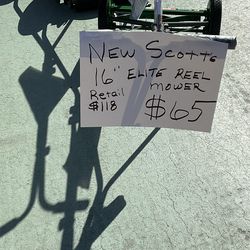 New Scotts
16" Elite Reel
Mower
Retail
$118
$65